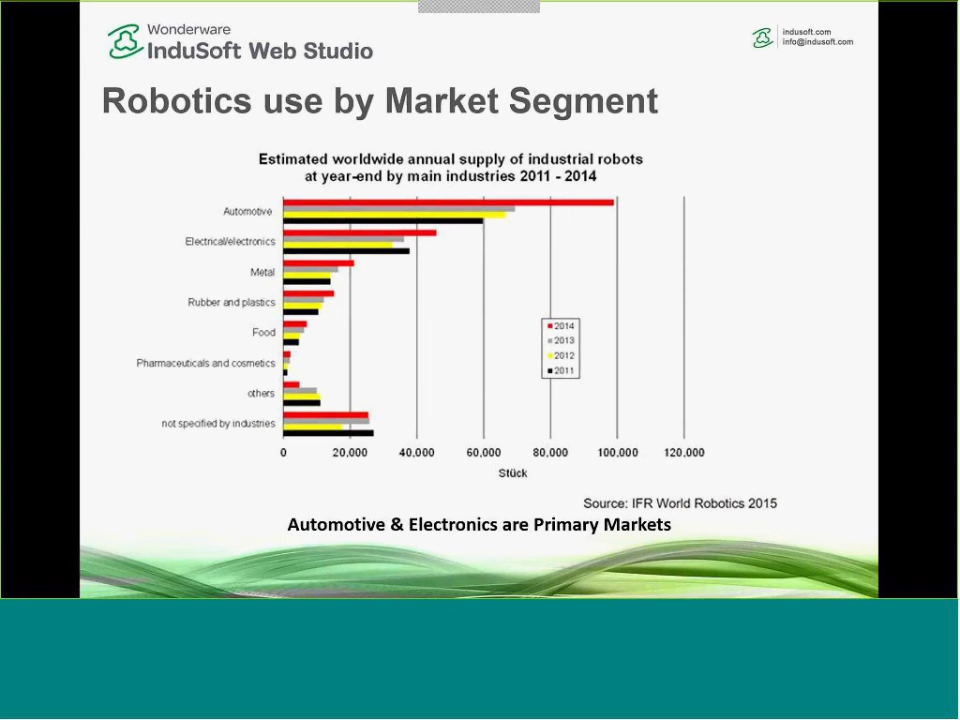 Wonderware
InduSoft Web Studio
indusoft.com
info@indusoft.com
Robotics use by Market Segment
Estimated worldwide annual supply of industrial robots
at year-end by main industries 2011 - 2014
Automotive
Electrical/electronics
Metal
Rubber and plastics
Food
Pharmaceuticals and cosmetics
others
not specified by industries
2014
2013
2012
2011
0 20,000 40,000 60,000 80,000 100,000 120,000
Stück
Source: IFR World Robotics 2015
Automotive & Electronics are Primary Markets